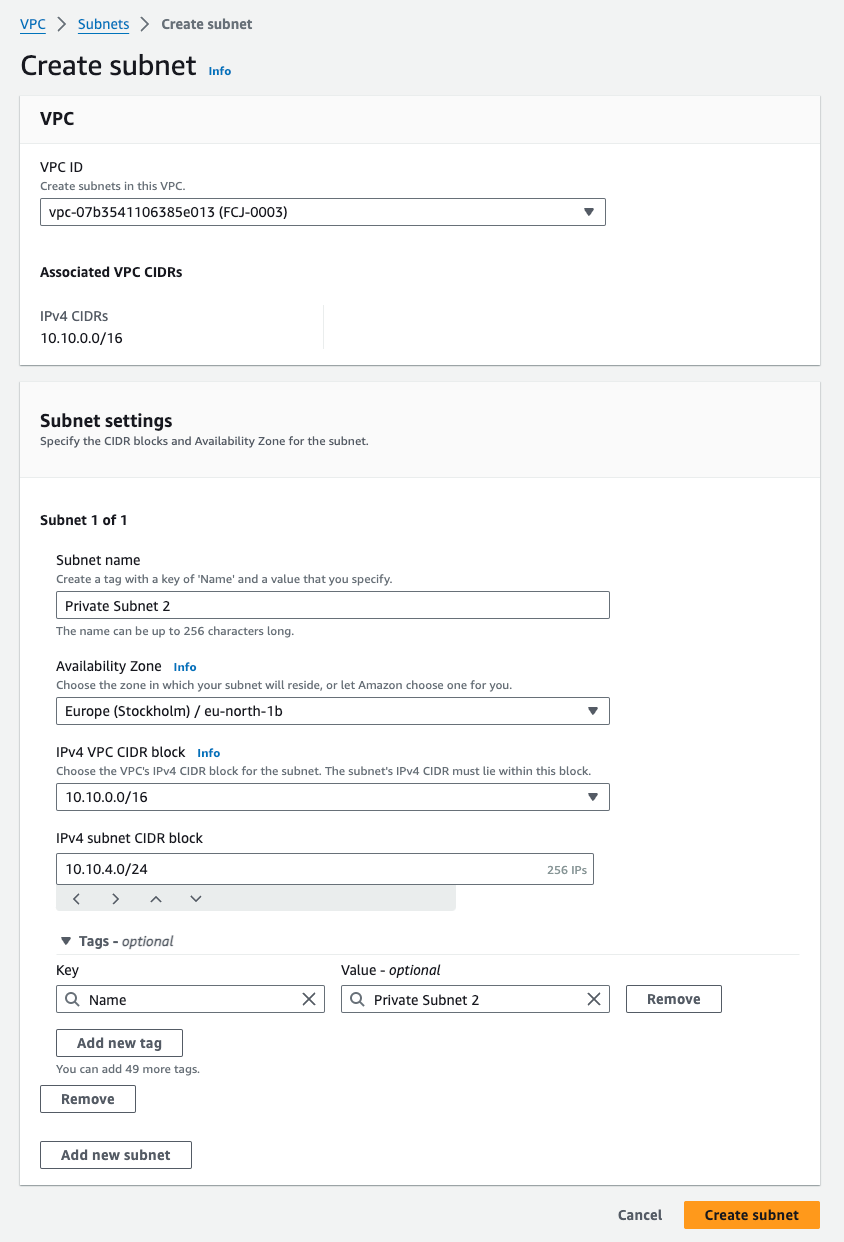 VPC > Subnets > Create subnet
Create subnet Info
VPC
VPC ID
Create subnets in this VPC.
vpc-07b3541106385e013 (FCJ-0003)
Associated VPC CIDRs
IPv4 CIDRs
10.10.0.0/16
Subnet settings
Specify the CIDR blocks and Availability Zone for the subnet.
Subnet 1 of 1
Subnet name
Create a tag with a key of 'Name' and a value that you specify.
Private Subnet 2
The name can be up to 256 characters long.
Availability Zone Info
Choose the zone in which your subnet will reside, or let Amazon choose one for you.
Europe (Stockholm) / eu-north-1b
IPv4 VPC CIDR block Info
Choose the VPC's IPv4 CIDR block for the subnet. The subnet's IPv4 CIDR must lie within this block.
10.10.0.0/16
IPv4 subnet CIDR block
10.10.4.0/24 256 IPs
Tags - optional
Key Value - optional
Name Private Subnet 2 Remove
Add new tag
You can add 49 more tags.
Remove
Add new subnet
Cancel Create subnet